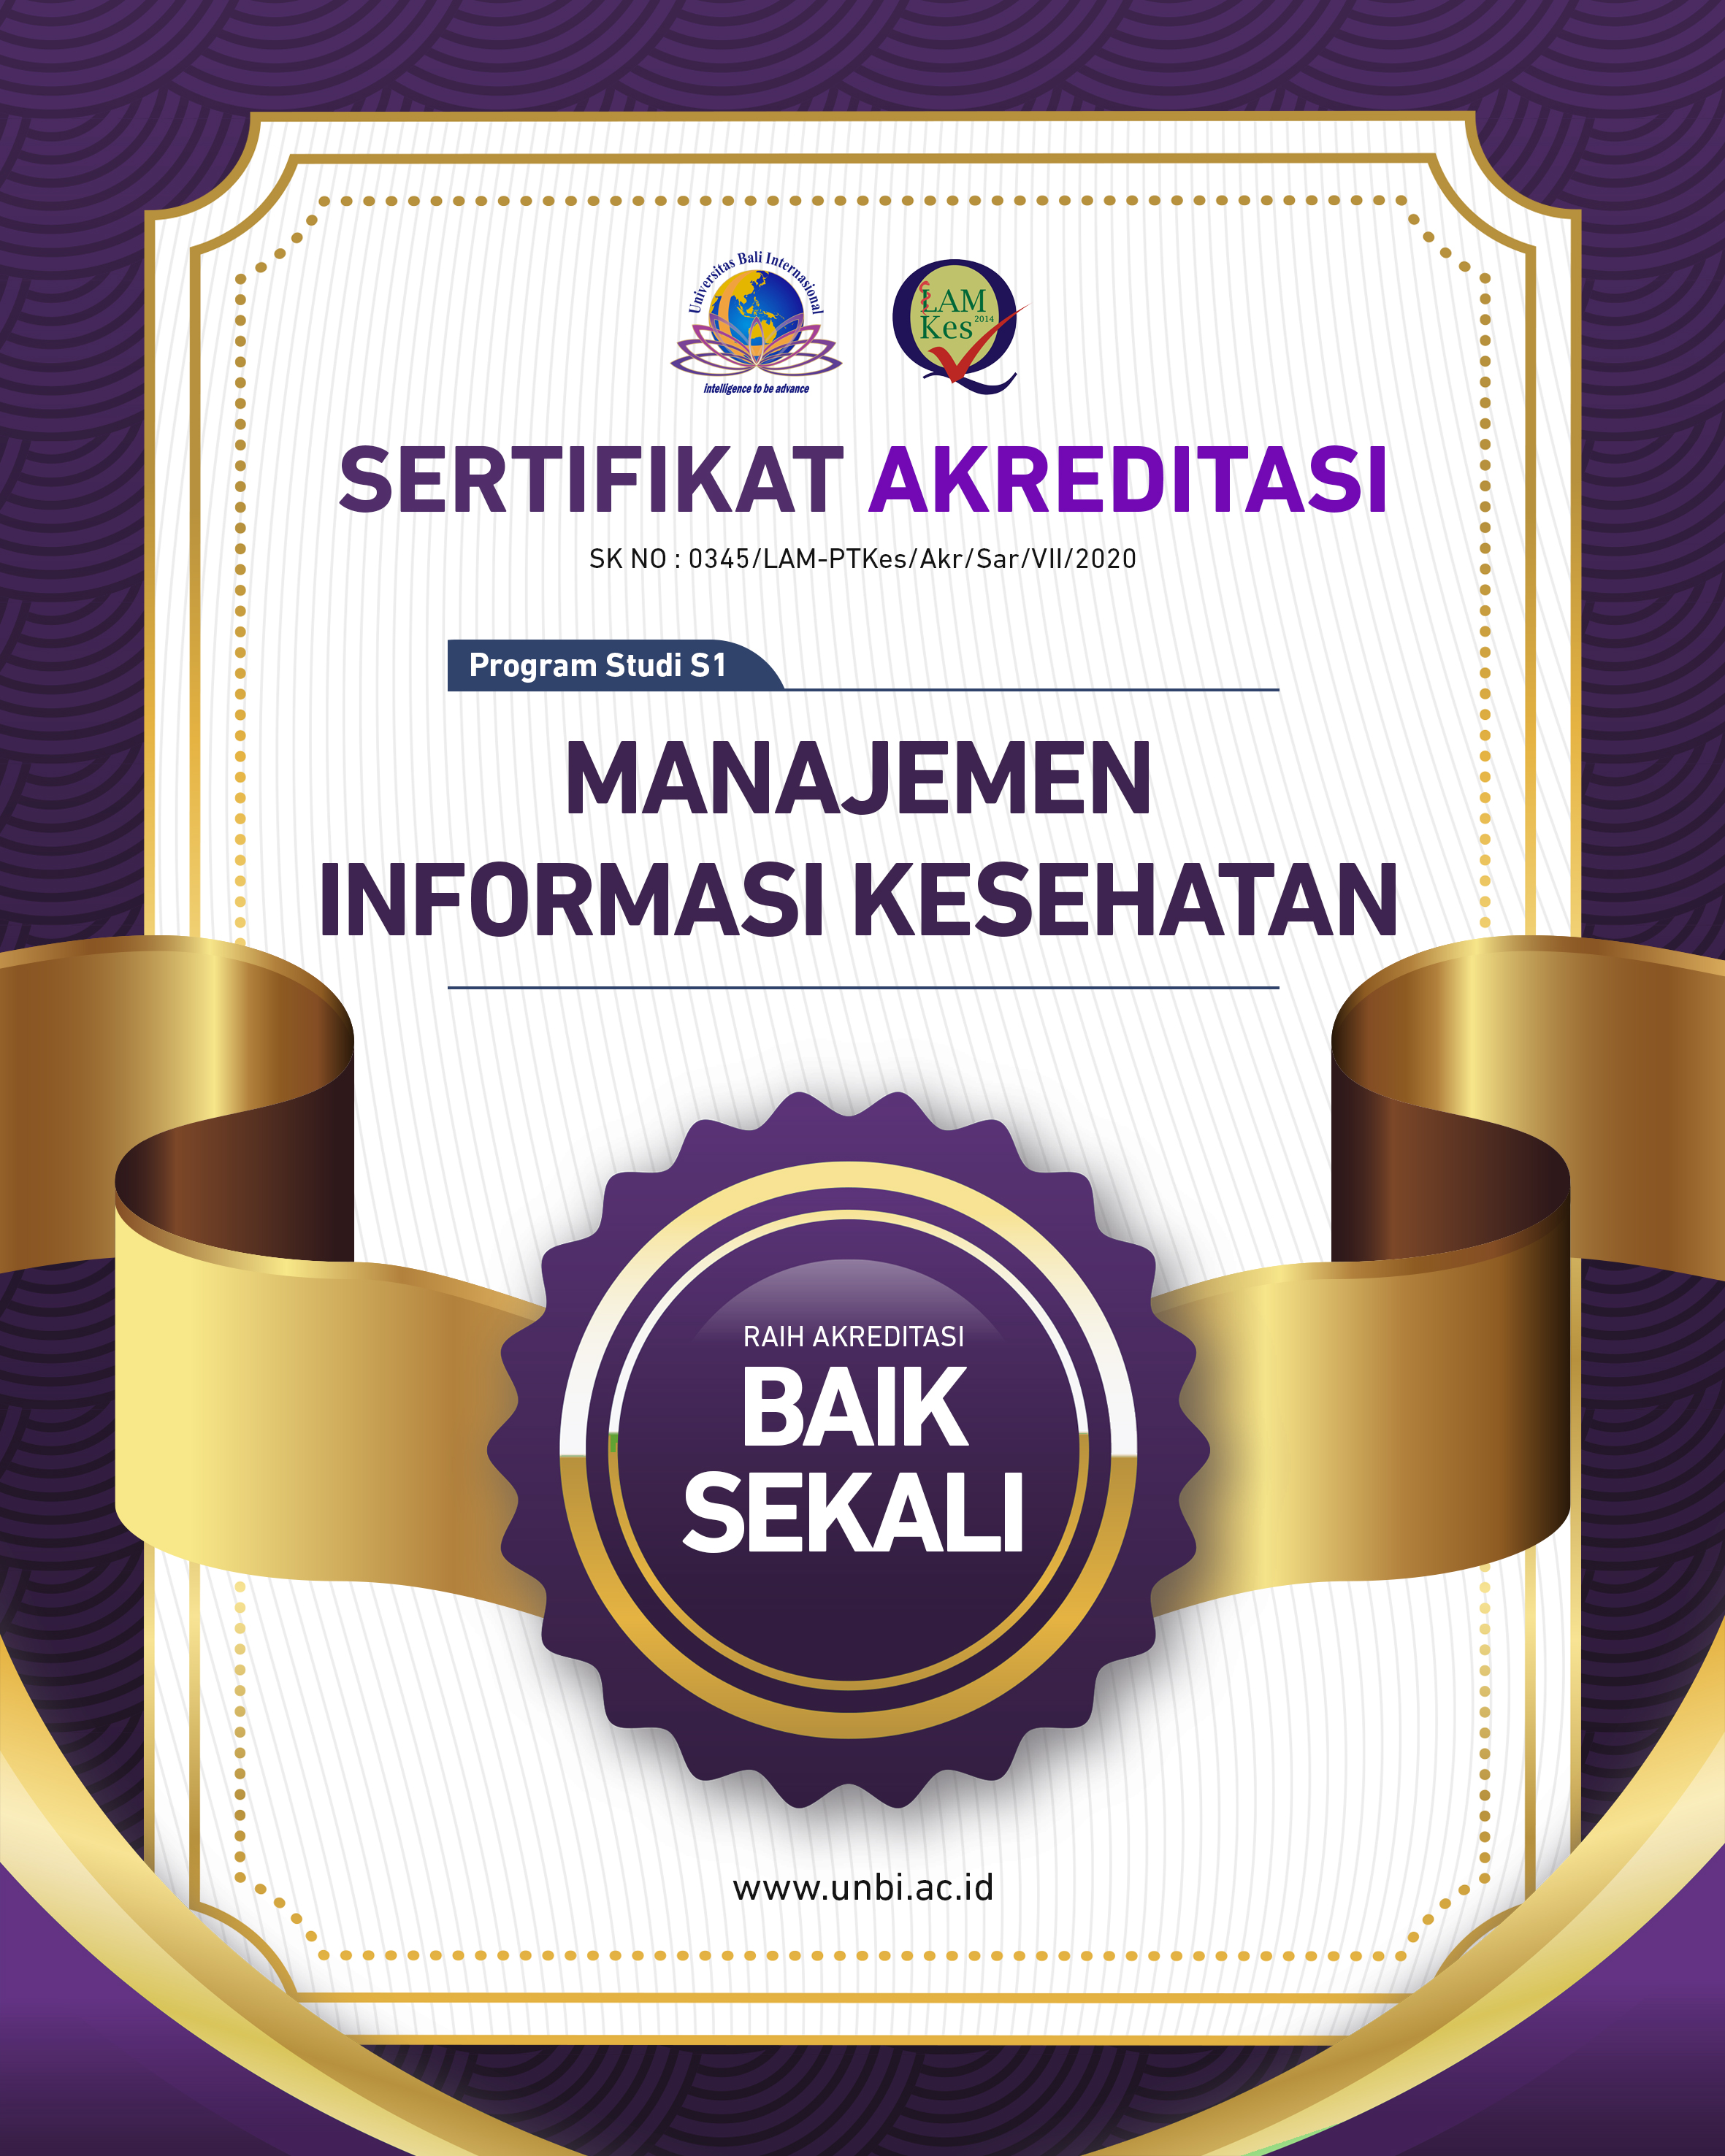 Universitas Bali Internasional
intelligence to be advance
LAM
Kes 2014
SERTIFIKAT AKREDITASI
SK NO : 0345/LAM-PTKes/Akr/Sar/VII/2020
Program Studi S1
MANAJEMEN
INFORMASI KESEHATAN
RAIH AKREDITASI
BAIK
SEKALI
www.unbi.ac.id